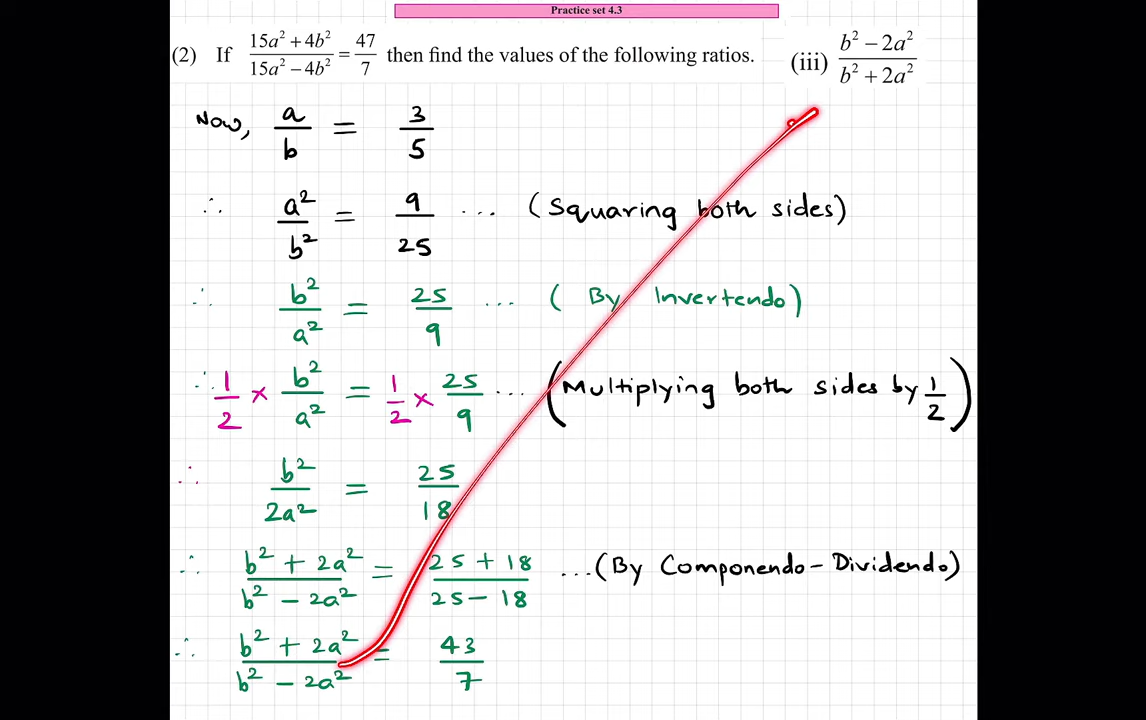 Practice set 4.3
(2) If (15a² + 4b²)/(15a² − 4b²) = 47/7 then find the values of the following ratios. (iii) (b² − 2a²)/(b² + 2a²)
Now, a/b = 3/5
∴ a²/b² = 9/25 ... (Squaring both sides)
∴ b²/a² = 25/9 ... (By Invertendo)
∴ 1/2 × b²/a² = 1/2 × 25/9 ... (Multiplying both sides by 1/2)
∴ b²/2a² = 25/18
∴ (b² + 2a²)/(b² − 2a²) = (25 + 18)/(25 − 18) ... (By Componendo-Dividendo)
∴ (b² + 2a²)/(b² − 2a²) = 43/7